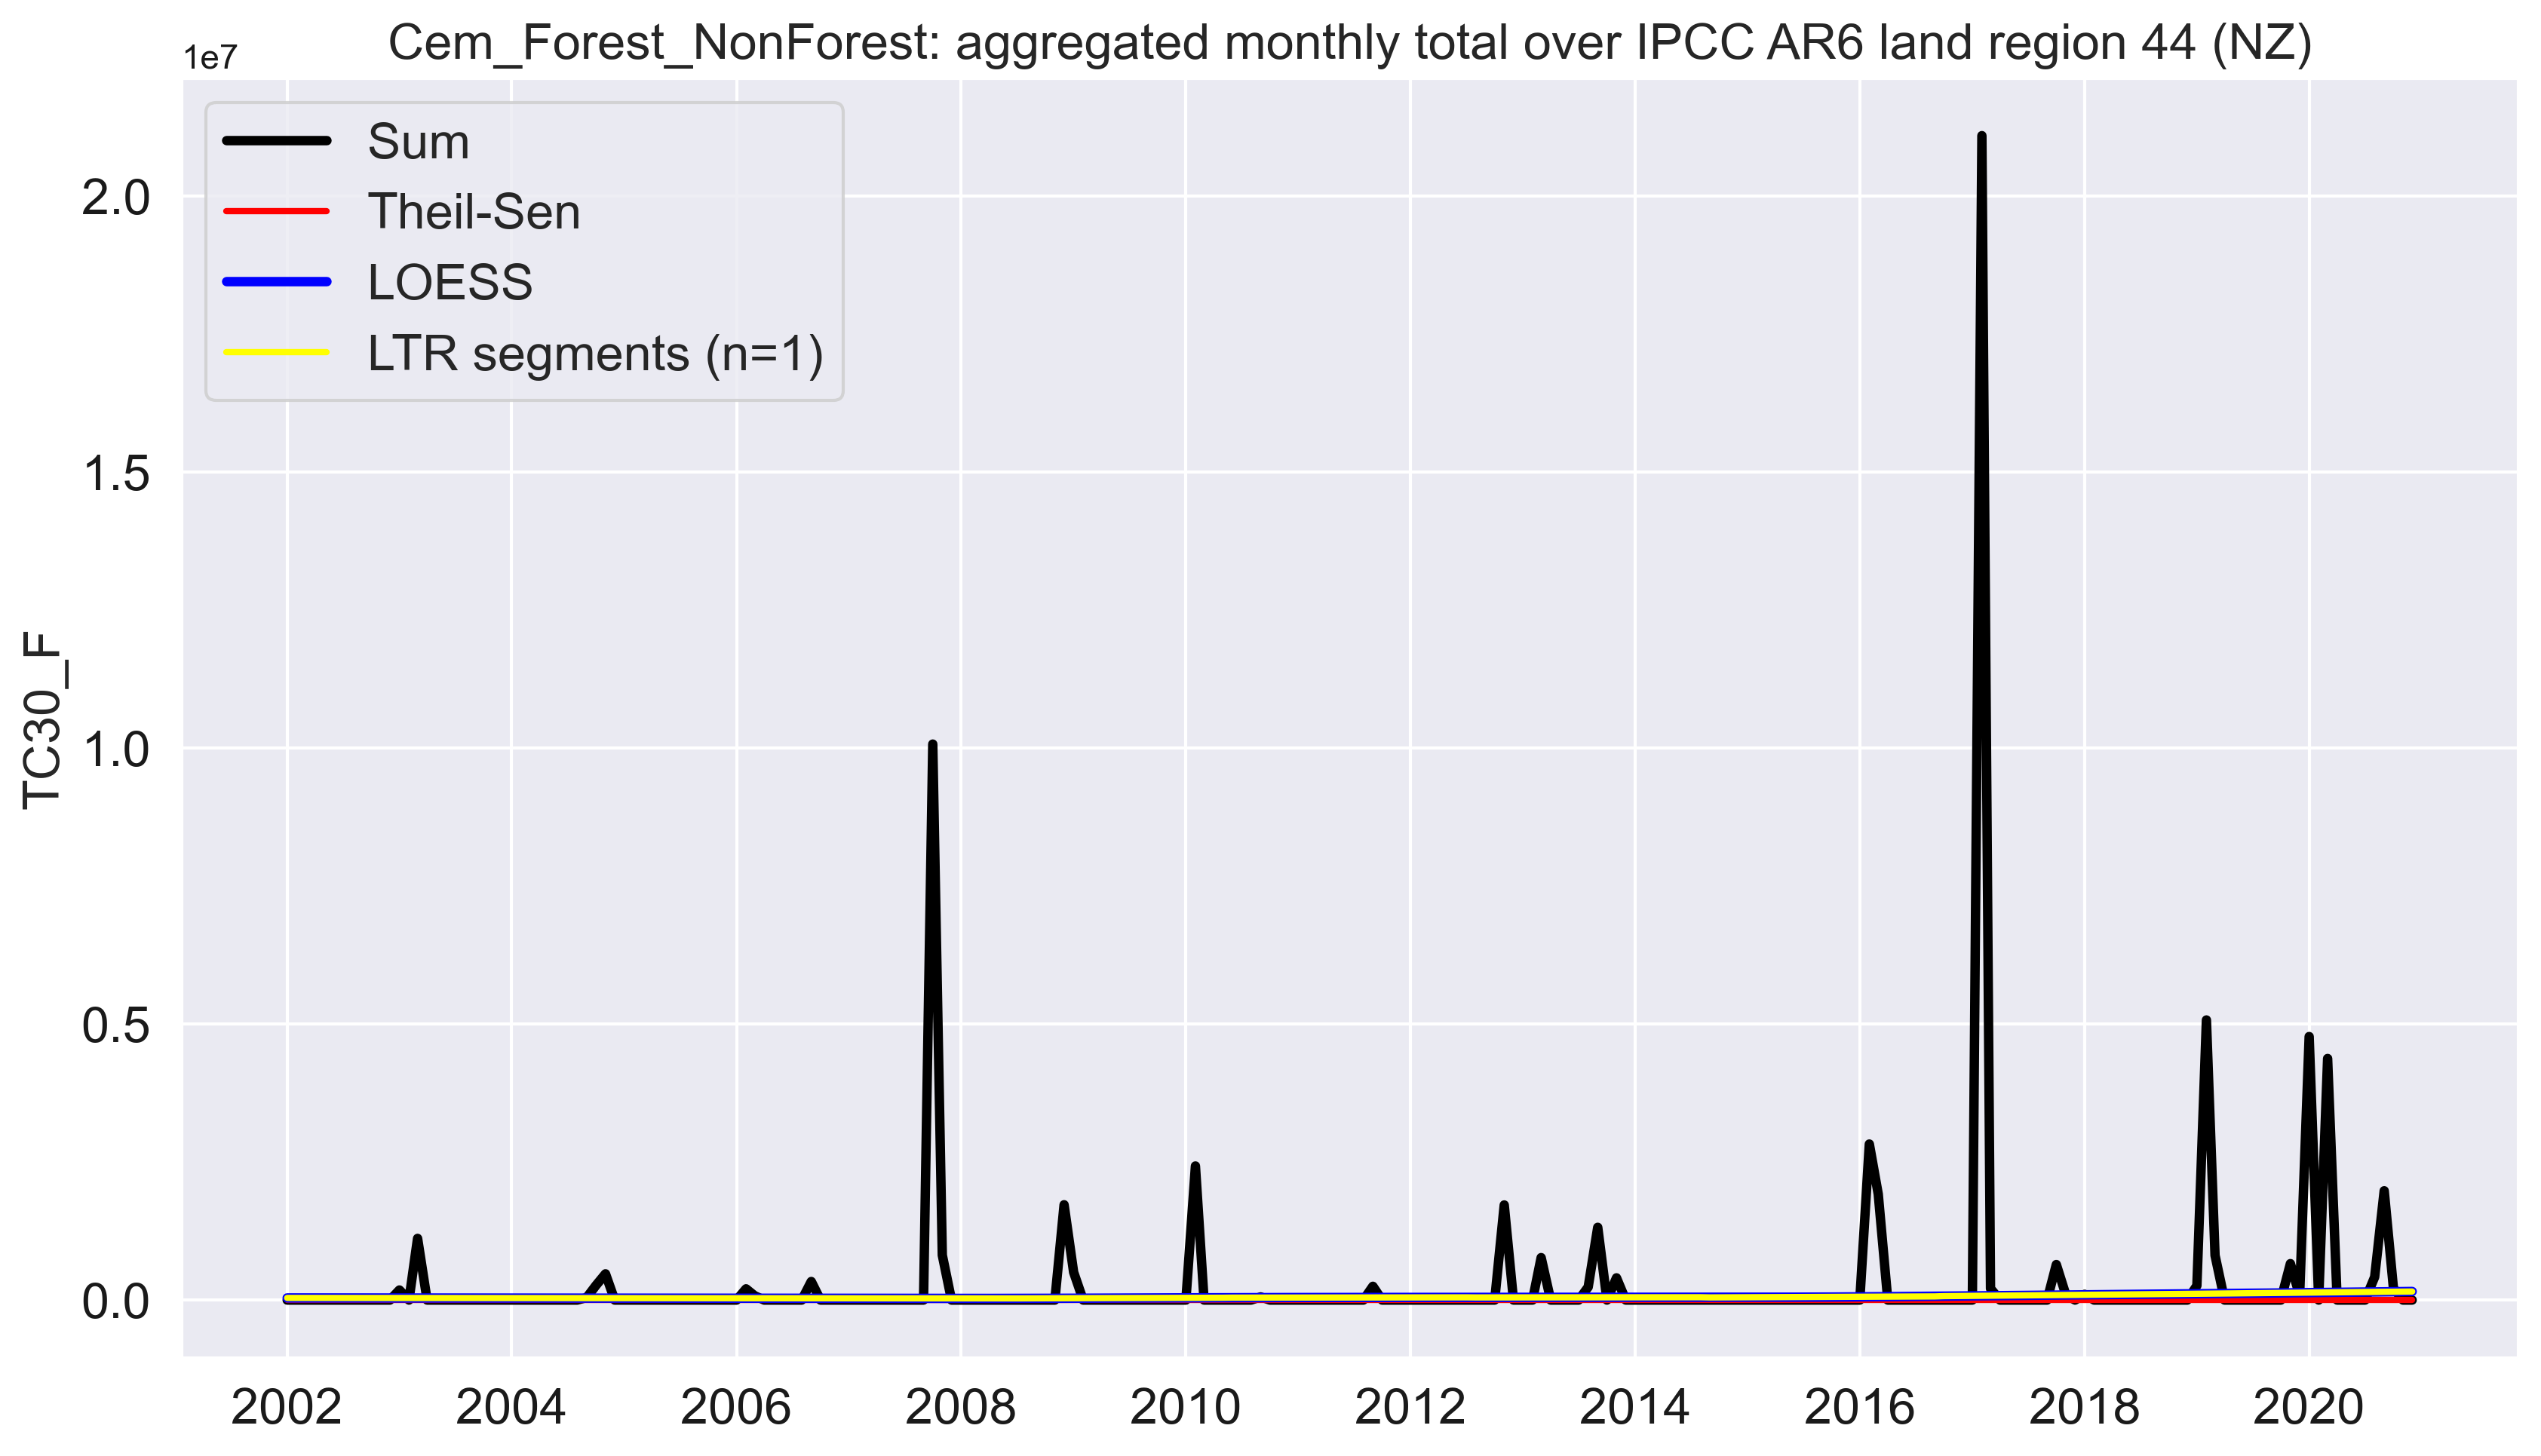 Cem_Forest_NonForest: aggregated monthly total over IPCC AR6 land region 44 (NZ)
1e7
Sum
Theil-Sen
LOESS
LTR segments (n=1)
2.0
1.5
1.0
0.5
0.0
TC30_F
2002 2004 2006 2008 2010 2012 2014 2016 2018 2020